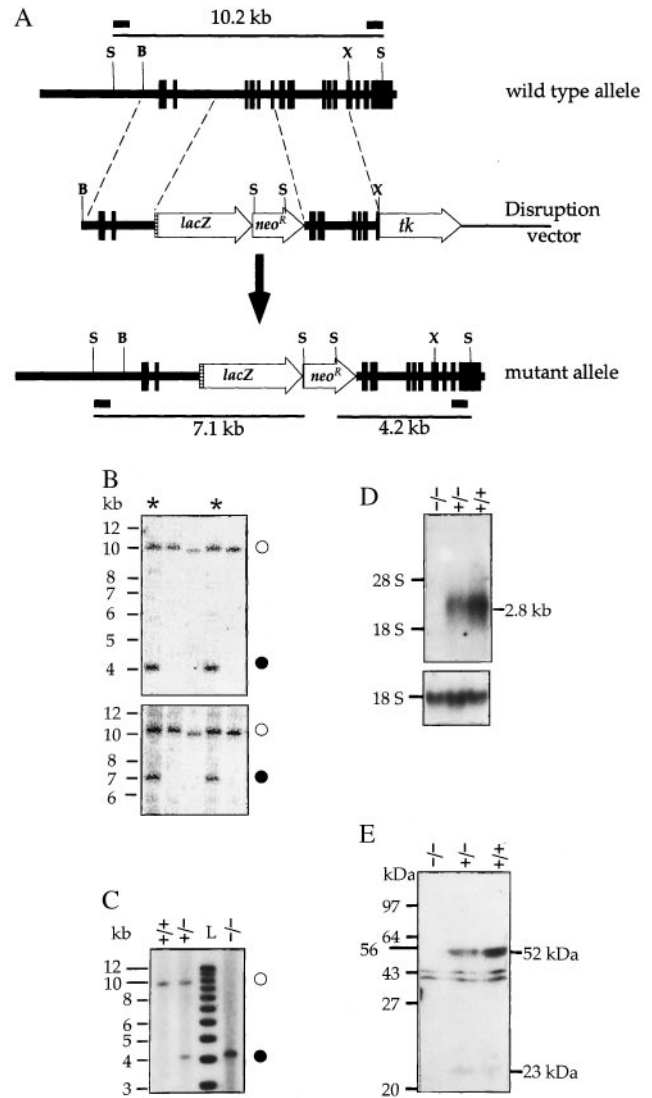 A
10.2 kb
S B X S
wild type allele
B S S X
lacZ neoR tk
Disruption
vector
S B S S X S
lacZ neoR
mutant allele
7.1 kb 4.2 kb
B
kb * *
12
10
8
7
6
5
4
12
10
8
7
6
C
kb +/+ +/- L -/-
12
10
8
6
5
4
3
D
-/- +/- +/+
28 S
2.8 kb
18 S
18 S
E
-/- +/- +/+
kDa
97
64
56
52 kDa
43
27
23 kDa
20